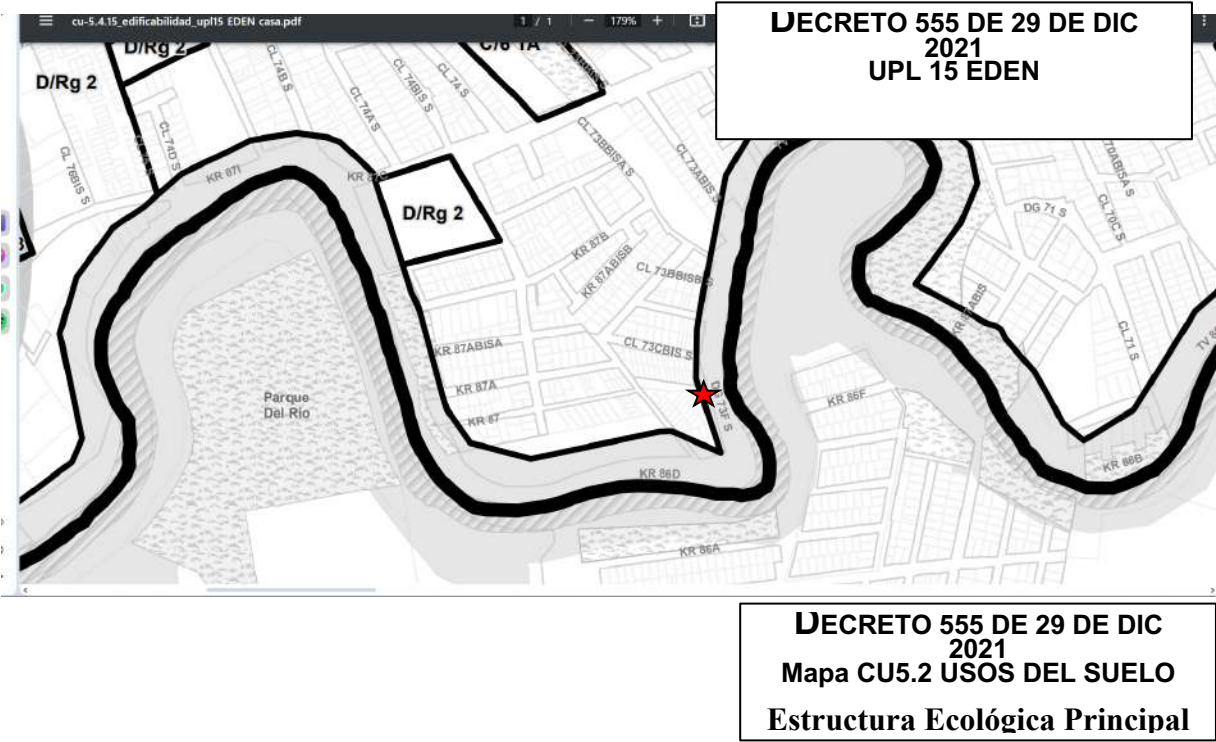 cu-5.4.15_edificabilidad_upl15 EDEN casa.pdf
1 / 1
179%
DECRETO 555 DE 29 DE DIC
2021
UPL 15 EDEN
D/Rg 2
D/Rg 2
CL 74B S
CL 74BIS S
CL 74A S
CL 74A S
CL 76BIS S
CL 74D S
KR 87I
KR 87C
D/Rg 2
CL 73BBISA S
CL 73ABIS S
70ABISA S
CL 70C S
DG 71 S
KR 87B
KR 87ABISB
CL 73BBISB S
CL 73CBIS S
CL 71 S
KR 87ABISA
KR 87A
KR 87
Parque
Del Rio
DG 73F S
KR 86F
KR 86D
KR 86B
KR 86A
DECRETO 555 DE 29 DE DIC
2021
Mapa CU5.2 USOS DEL SUELO
Estructura Ecológica Principal